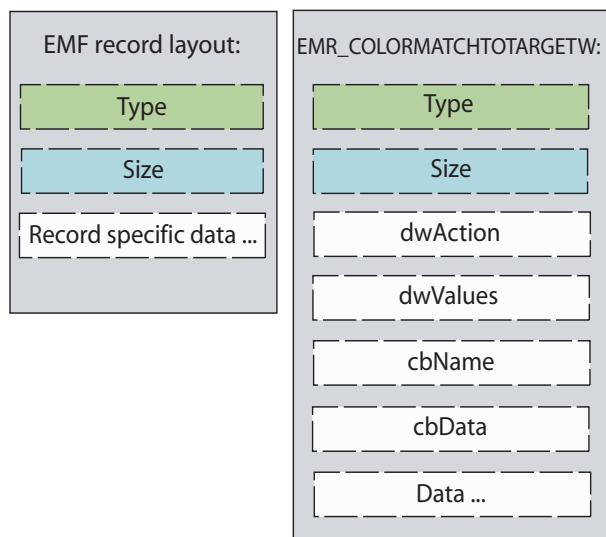 EMF record layout:
Type
Size
Record specific data ...
EMR_COLORMATCHTOTARGETW:
Type
Size
dwAction
dwValues
cbName
cbData
Data ...